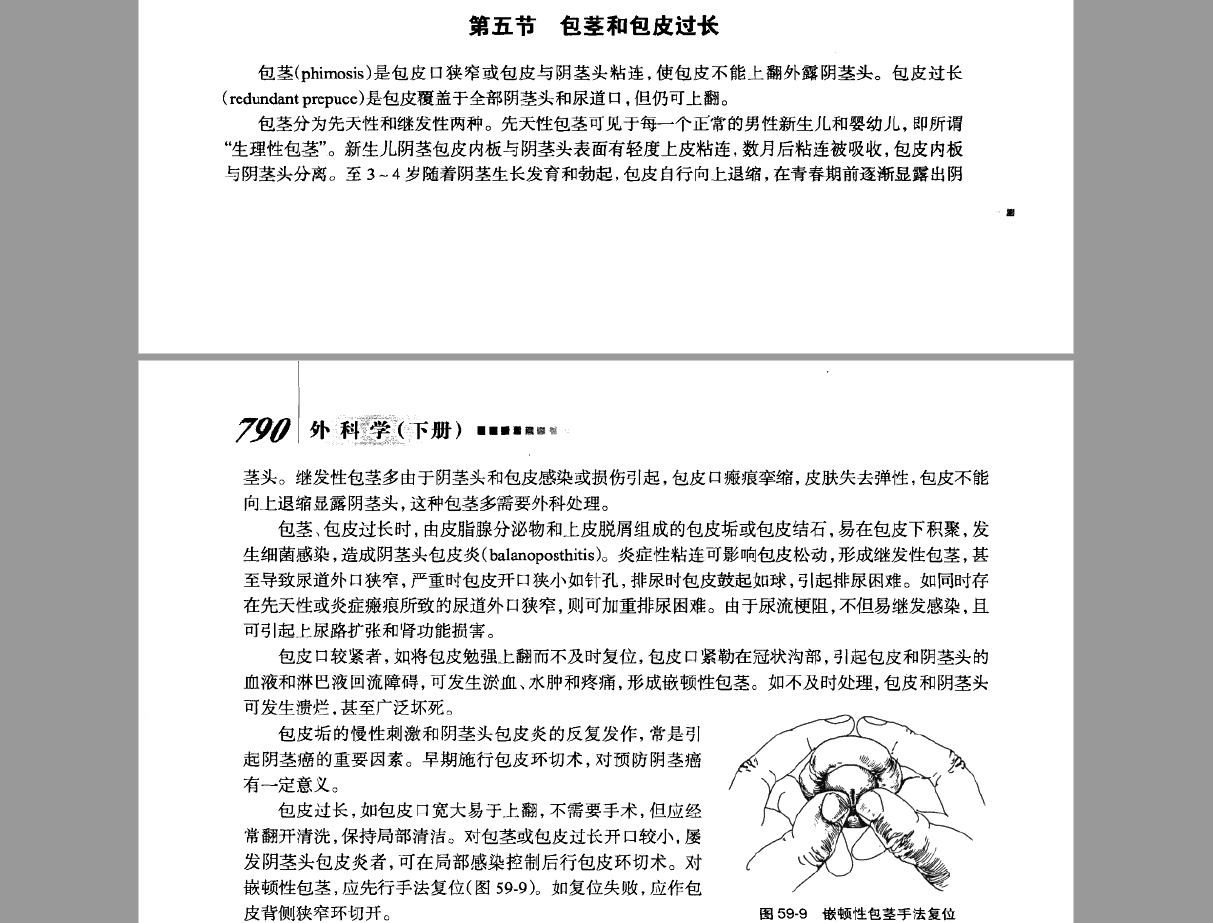 第五节 包茎和包皮过长
包茎(phimosis)是包皮口狭窄或包皮与阴茎头粘连,使包皮不能上翻外露阴茎头。包皮过长
(redundant prepuce)是包皮覆盖于全部阴茎头和尿道口,但仍可上翻。
包茎分为先天性和继发性两种。先天性包茎可见于每一个正常的男性新生儿和婴幼儿,即所谓
“生理性包茎”。新生儿阴茎包皮内板与阴茎头表面有轻度上皮粘连,数月后粘连被吸收,包皮内板
与阴茎头分离。至3~4岁随着阴茎生长发育和勃起,包皮自行向上退缩,在青春期前逐渐显露出阴
790 外科学(下册)
茎头。继发性包茎多由于阴茎头和包皮感染或损伤引起,包皮口瘢痕挛缩,皮肤失去弹性,包皮不能
向上退缩显露阴茎头,这种包茎多需要外科处理。
包茎、包皮过长时,由皮脂腺分泌物和上皮脱屑组成的包皮垢或包皮结石,易在包皮下积聚,发
生细菌感染,造成阴茎头包皮炎(balanoposthitis)。炎症性粘连可影响包皮松动,形成继发性包茎,甚
至导致尿道外口狭窄,严重时包皮开口狭小如针孔,排尿时包皮鼓起如球,引起排尿困难。如同时存
在先天性或炎症瘢痕所致的尿道外口狭窄,则可加重排尿困难。由于尿流梗阻,不但易继发感染,且
可引起上尿路扩张和肾功能损害。
包皮口较紧者,如将包皮勉强上翻而不及时复位,包皮口紧勒在冠状沟部,引起包皮和阴茎头的
血液和淋巴液回流障碍,可发生淤血、水肿和疼痛,形成嵌顿性包茎。如不及时处理,包皮和阴茎头
可发生溃烂,甚至广泛坏死。
包皮垢的慢性刺激和阴茎头包皮炎的反复发作,常是引
起阴茎癌的重要因素。早期施行包皮环切术,对预防阴茎癌
有一定意义。
包皮过长,如包皮口宽大易于上翻,不需要手术,但应经
常翻开清洗,保持局部清洁。对包茎或包皮过长开口较小,屡
发阴茎头包皮炎者,可在局部感染控制后行包皮环切术。对
嵌顿性包茎,应先行手法复位(图59-9)。如复位失败,应作包
皮背侧狭窄环切开。
图59-9 嵌顿性包茎手法复位